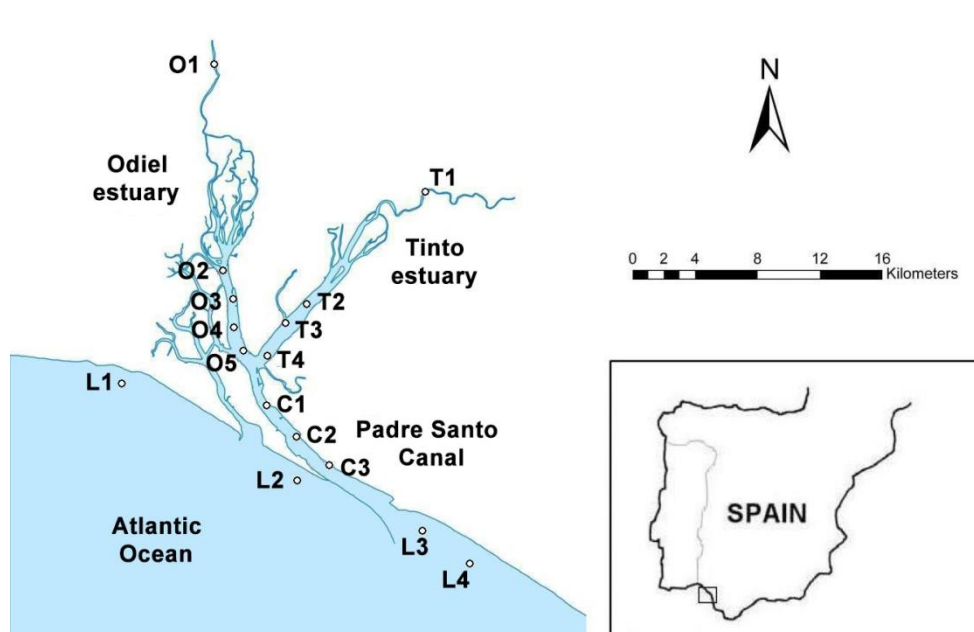 O1
N
Odiel
estuary
T1
Tinto
estuary
O2
0 2 4 8 12 16
Kilometers
O3
T2
O4
T3
O5
T4
L1
C1
C2
Padre Santo
Canal
C3
L2
SPAIN
Atlantic
Ocean
L3
L4